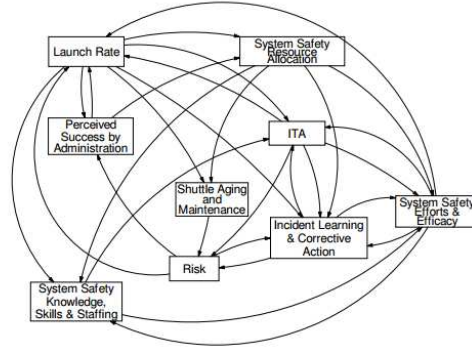 Launch Rate
System Safety
Resource
Allocation
Perceived
Success by
Administration
ITA
Shuttle Aging
and
Maintenance
System Safety
Efforts &
Efficacy
Incident Learning
& Corrective
Action
Risk
System Safety
Knowledge,
Skills & Staffing